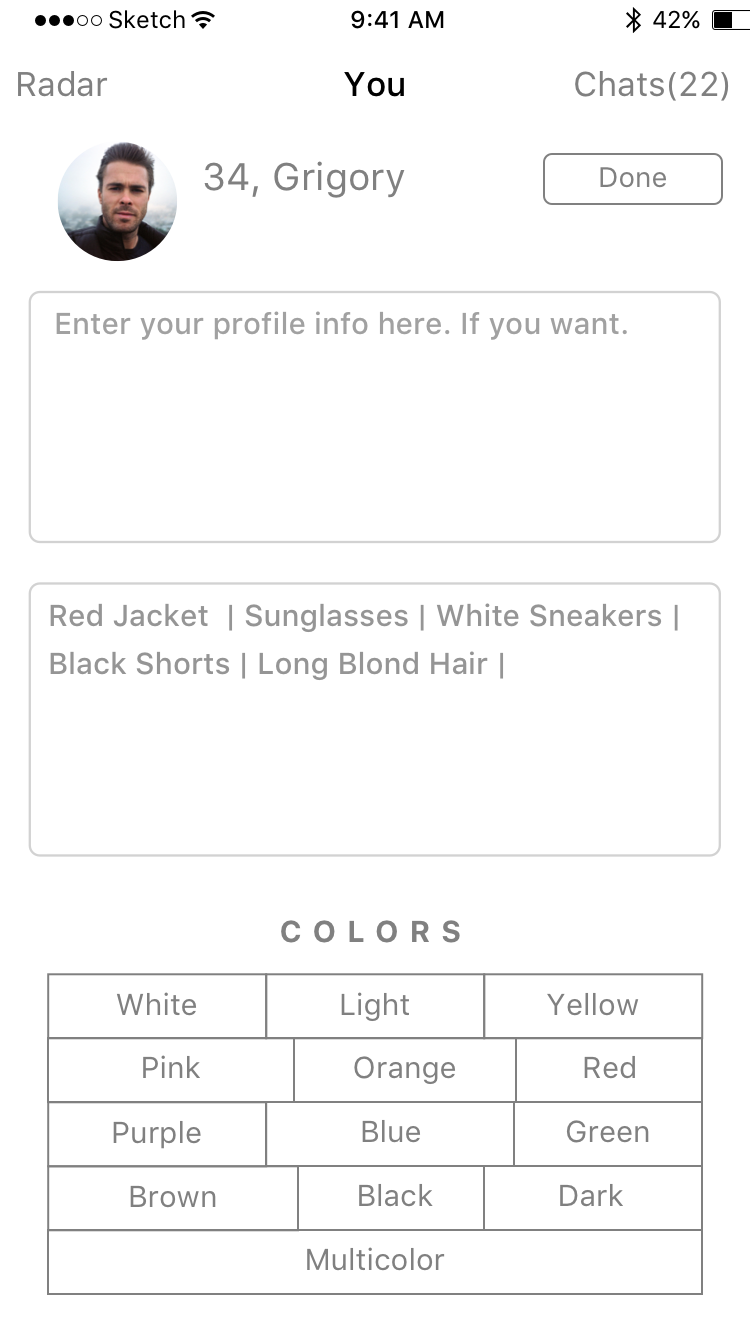 Sketch 9:41 AM 42%
Radar You Chats(22)
34, Grigory Done
Enter your profile info here. If you want.
Red Jacket | Sunglasses | White Sneakers |
Black Shorts | Long Blond Hair |
COLORS
White Light Yellow
Pink Orange Red
Purple Blue Green
Brown Black Dark
Multicolor